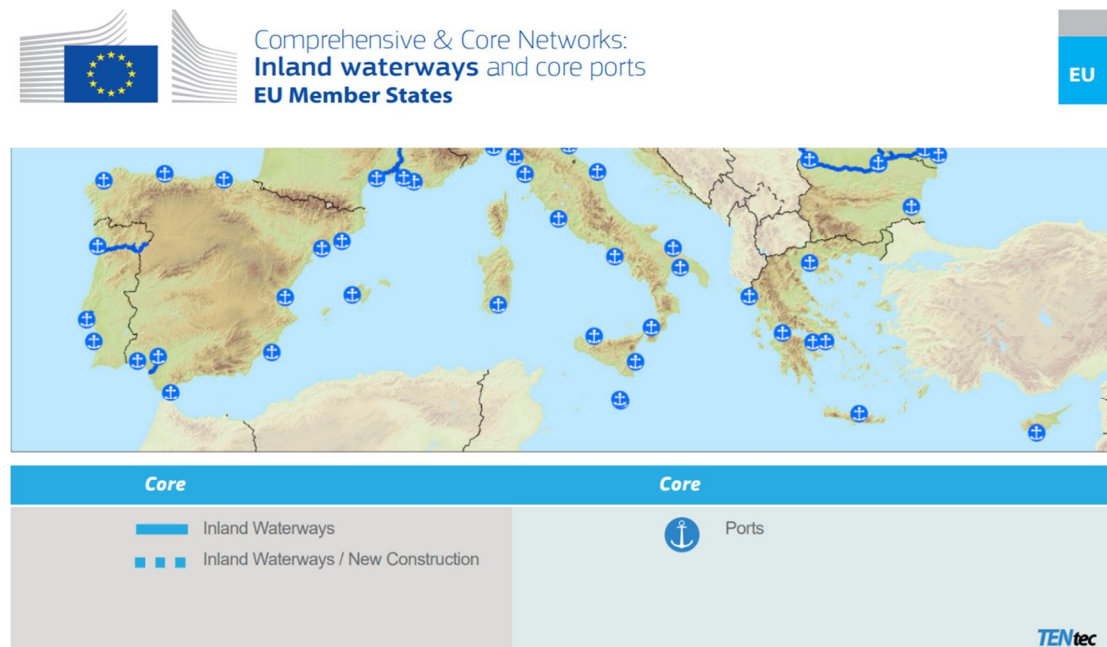 Comprehensive & Core Networks:
Inland waterways and core ports
EU Member States
EU
Core
Core
Inland Waterways
Inland Waterways / New Construction
Ports
TENtec